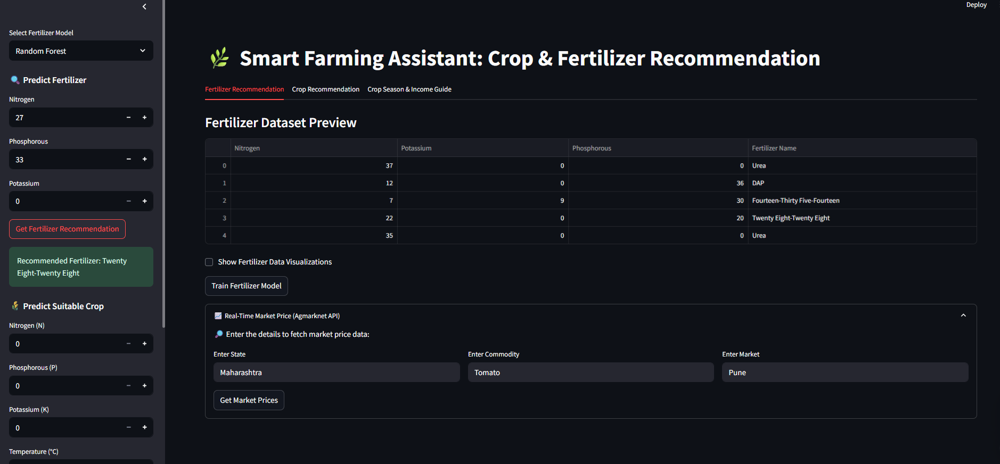 Deploy
Select Fertilizer Model
Random Forest
Predict Fertilizer
Nitrogen
27
Phosphorous
33
Potassium
0
Get Fertilizer Recommendation
Recommended Fertilizer: Twenty
Eight-Twenty Eight
Predict Suitable Crop
Nitrogen (N)
0
Phosphorous (P)
0
Potassium (K)
0
Temperature (°C)
Smart Farming Assistant: Crop & Fertilizer Recommendation
Fertilizer Recommendation Crop Recommendation Crop Season & Income Guide
Fertilizer Dataset Preview
Nitrogen Potassium Phosphorous Fertilizer Name
0 37 0 0 Urea
1 12 0 36 DAP
2 7 9 30 Fourteen-Thirty Five-Fourteen
3 22 0 20 Twenty Eight-Twenty Eight
4 35 0 0 Urea
Show Fertilizer Data Visualizations
Train Fertilizer Model
Real-Time Market Price (Agmarknet API)
Enter the details to fetch market price data:
Enter State Enter Commodity Enter Market
Maharashtra Tomato Pune
Get Market Prices